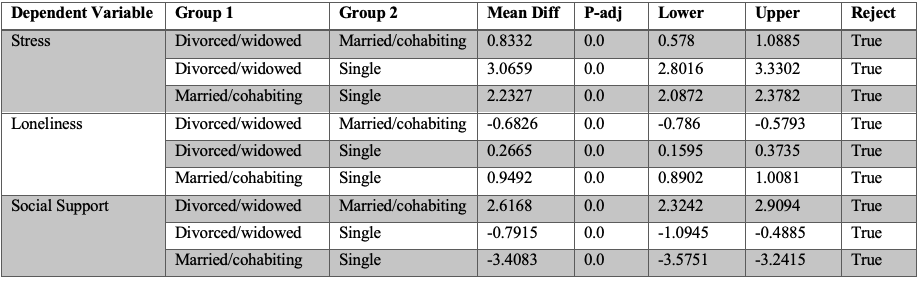 Dependent Variable Group 1 Group 2 Mean Diff P-adj Lower Upper Reject
Stress Divorced/widowed Married/cohabiting 0.8332 0.0 0.578 1.0885 True
Divorced/widowed Single 3.0659 0.0 2.8016 3.3302 True
Married/cohabiting Single 2.2327 0.0 2.0872 2.3782 True
Loneliness Divorced/widowed Married/cohabiting -0.6826 0.0 -0.786 -0.5793 True
Divorced/widowed Single 0.2665 0.0 0.1595 0.3735 True
Married/cohabiting Single 0.9492 0.0 0.8902 1.0081 True
Social Support Divorced/widowed Married/cohabiting 2.6168 0.0 2.3242 2.9094 True
Divorced/widowed Single -0.7915 0.0 -1.0945 -0.4885 True
Married/cohabiting Single -3.4083 0.0 -3.5751 -3.2415 True